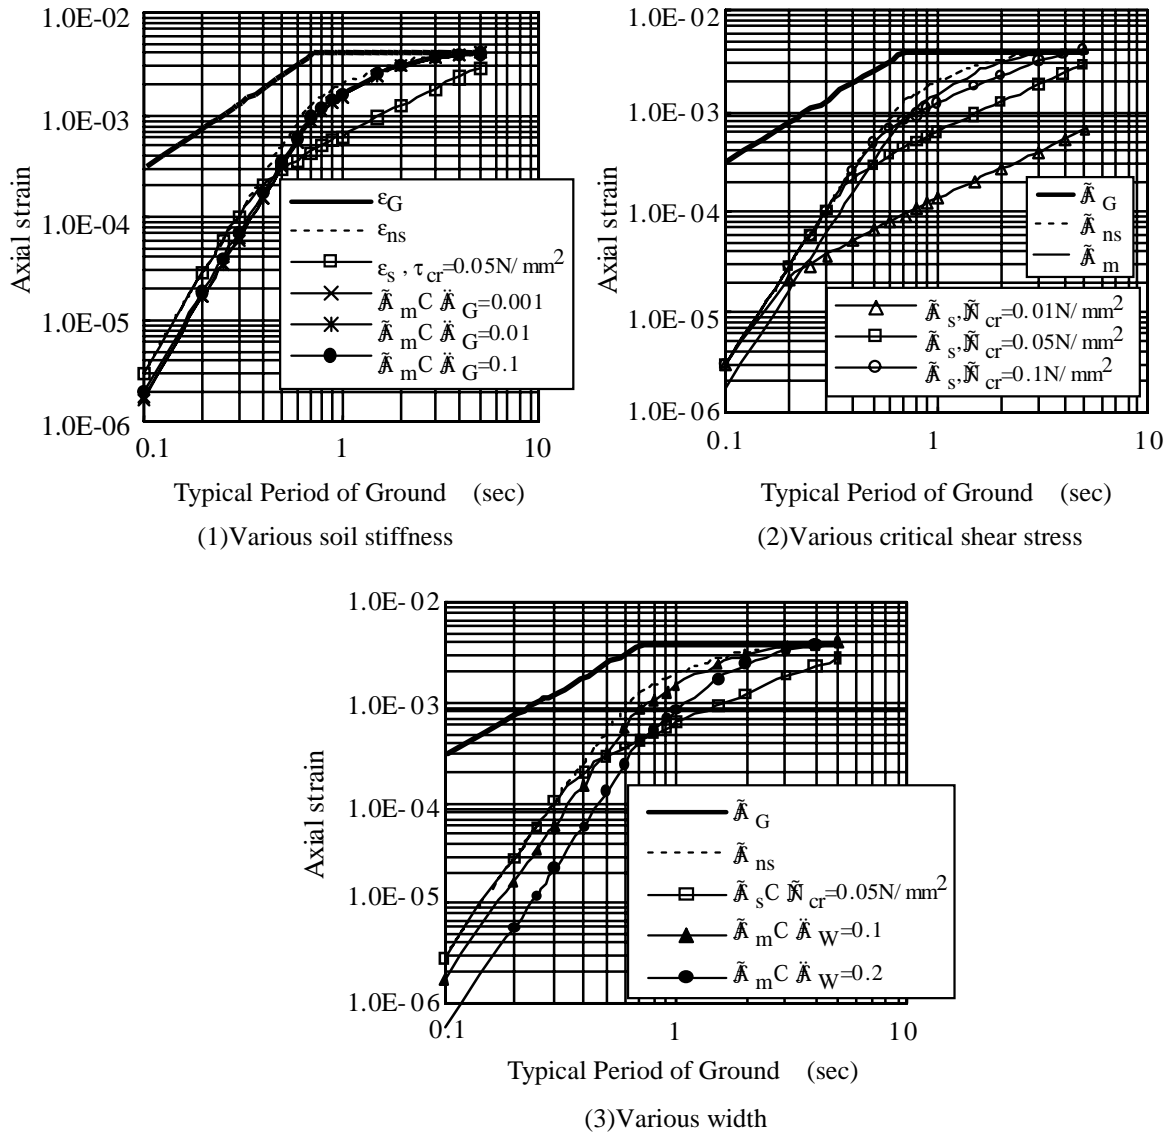 1.0E-02
1.0E-03
1.0E-04
1.0E-05
1.0E-06
Axial strain
0.1 1 10
Typical Period of Ground (sec)
(1)Various soil stiffness
εG
εns
εs , τcr=0.05N/mm2
m C G=0.001
m C G=0.01
m C G=0.1
1.0E-02
1.0E-03
1.0E-04
1.0E-05
1.0E-06
Axial strain
0.1 1 10
Typical Period of Ground (sec)
(2)Various critical shear stress
G
ns
m
s, cr=0.01N/mm2
s, cr=0.05N/mm2
s, cr=0.1N/mm2
1.0E-02
1.0E-03
1.0E-04
1.0E-05
1.0E-06
Axial strain
0.1 1 10
Typical Period of Ground (sec)
(3)Various width
G
ns
s C cr=0.05N/mm2
m C W=0.1
m C W=0.2